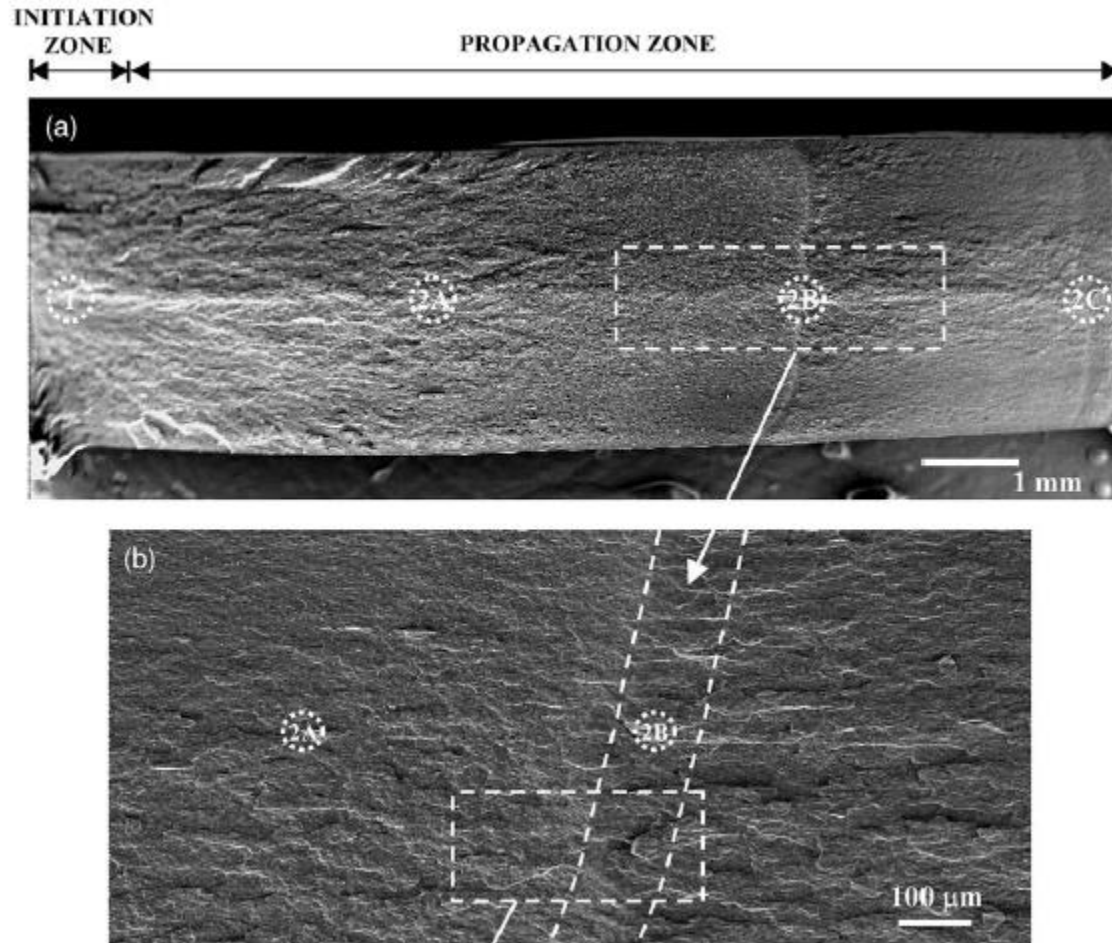 INITIATION
ZONE
PROPAGATION ZONE
(a)
1
2A
2B
2C
1 mm
(b)
2A
2B
100 μm